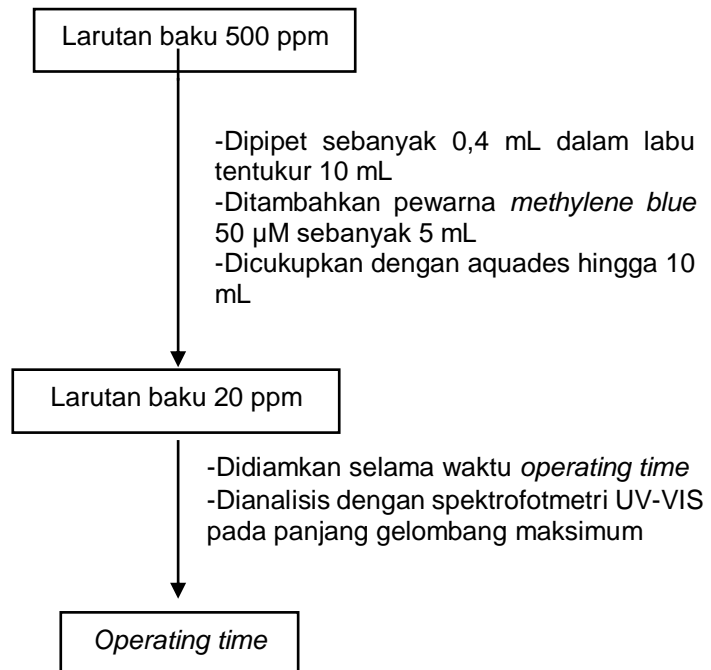 Larutan baku 500 ppm
-Dipipet sebanyak 0,4 mL dalam labu
tentukur 10 mL
-Ditambahkan pewarna methylene blue
50 µM sebanyak 5 mL
-Dicukupkan dengan aquades hingga 10
mL
Larutan baku 20 ppm
-Didiamkan selama waktu operating time
-Dianalisis dengan spektrofotmetri UV-VIS
pada panjang gelombang maksimum
Operating time